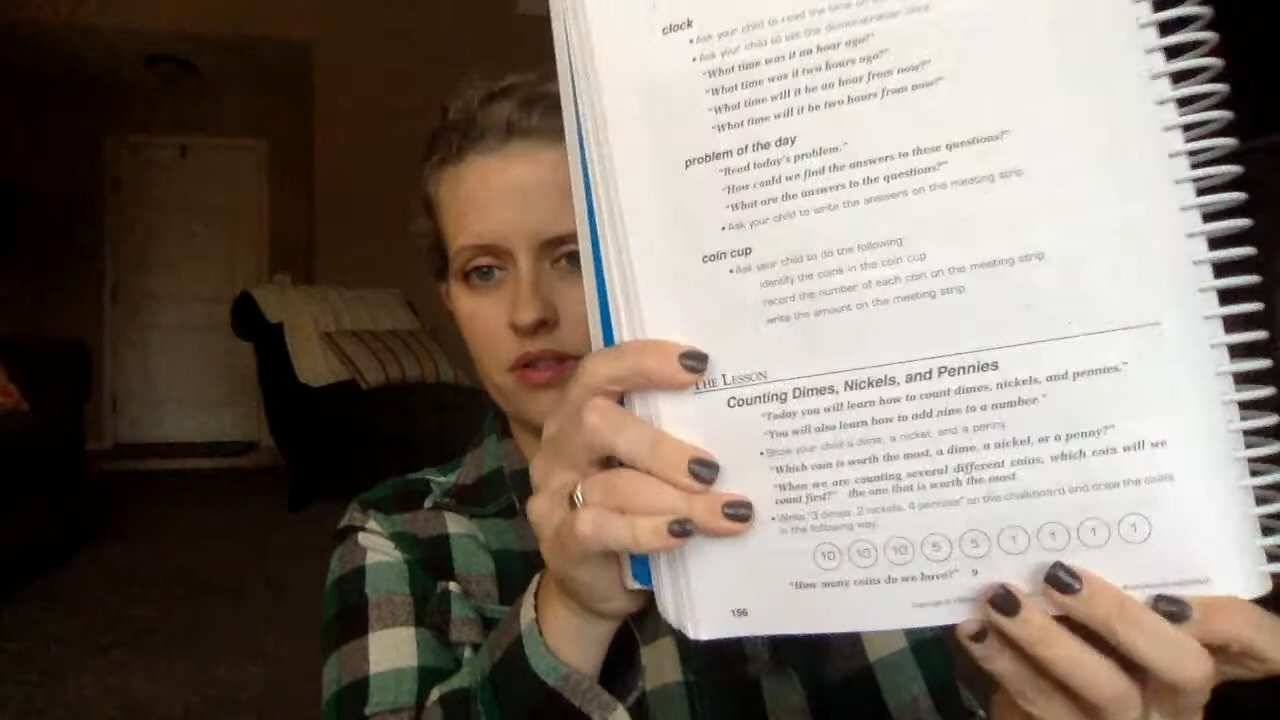 clock
• Ask your child to read the time on
• Ask your child to set the demonstration clock.
"What time was it an hour ago?"
"What time was it two hours ago?"
"What time will it be an hour from now?"
"What time will it be two hours from now?"
problem of the day
"Read today's problem."
"How could we find the answers to these questions?"
"What are the answers to the questions?"
• Ask your child to write the answers on the meeting strip.
coin cup
• Ask your child to do the following:
identify the coins in the coin cup
record the number of each coin on the meeting strip
write the amount on the meeting strip
THE LESSON
Counting Dimes, Nickels, and Pennies
"Today you will learn how to count dimes, nickels, and pennies."
"You will also learn how to add nine to a number."
• Show your child a dime, a nickel, and a penny.
"Which coin is worth the most, a dime, a nickel, or a penny?"
"When we are counting several different coins, which coin will we
count first?" the one that is worth the most
• Write "3 dimes, 2 nickels, 4 pennies" on the chalkboard and draw the coins
in the following way:
10 10 10 5 5 1 1 1 1
"How many coins do we have?" 9
156